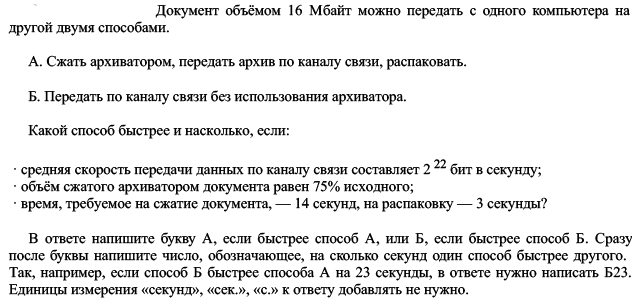 Документ объёмом 16 Мбайт можно передать с одного компьютера на
другой двумя способами.
А. Сжать архиватором, передать архив по каналу связи, распаковать.
Б. Передать по каналу связи без использования архиватора.
Какой способ быстрее и насколько, если:
· средняя скорость передачи данных по каналу связи составляет 2 22 бит в секунду;
· объём сжатого архиватором документа равен 75% исходного;
· время, требуемое на сжатие документа, — 14 секунд, на распаковку — 3 секунды?
В ответе напишите букву А, если быстрее способ А, или Б, если быстрее способ Б. Сразу
после буквы напишите число, обозначающее, на сколько секунд один способ быстрее другого.
Так, например, если способ Б быстрее способа А на 23 секунды, в ответе нужно написать Б23.
Единицы измерения «секунд», «сек.», «с.» к ответу добавлять не нужно.